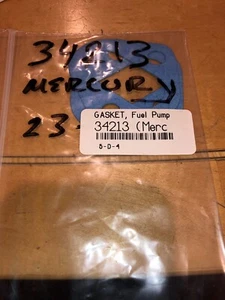 34213
MERCURY
23-
GASKET, Fuel Pump
34213 (Merc
5-D-4